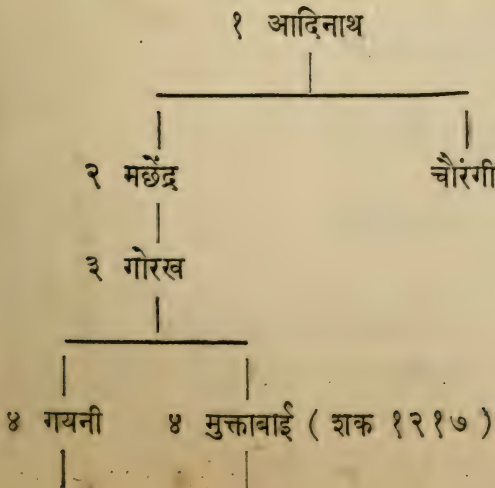 १ आदिनाथ
२ मछेंद्र चौरंगी
३ गोरख
४ गयनी ४ मुक्ताबाई ( शक १२१७ )